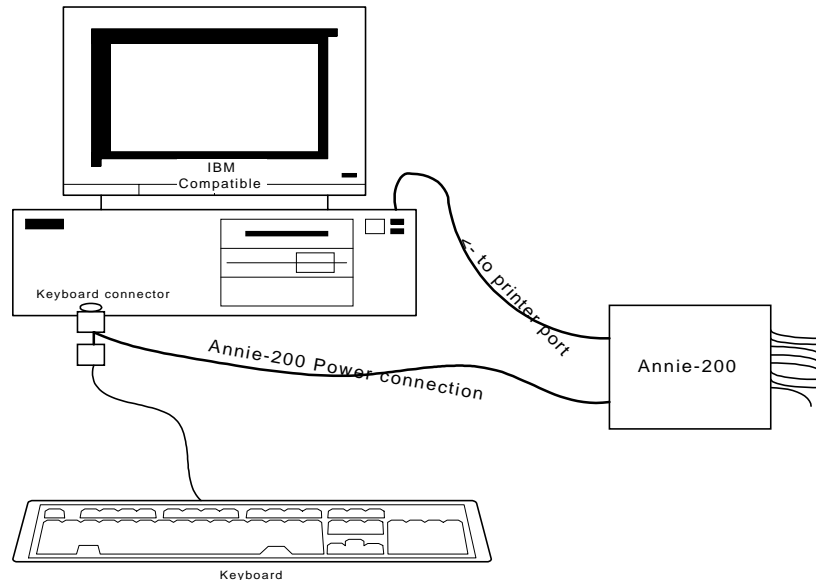 IBM
Compatible
<- to printer port
Keyboard connector
Annie-200 Power connection
Annie-200
Keyboard